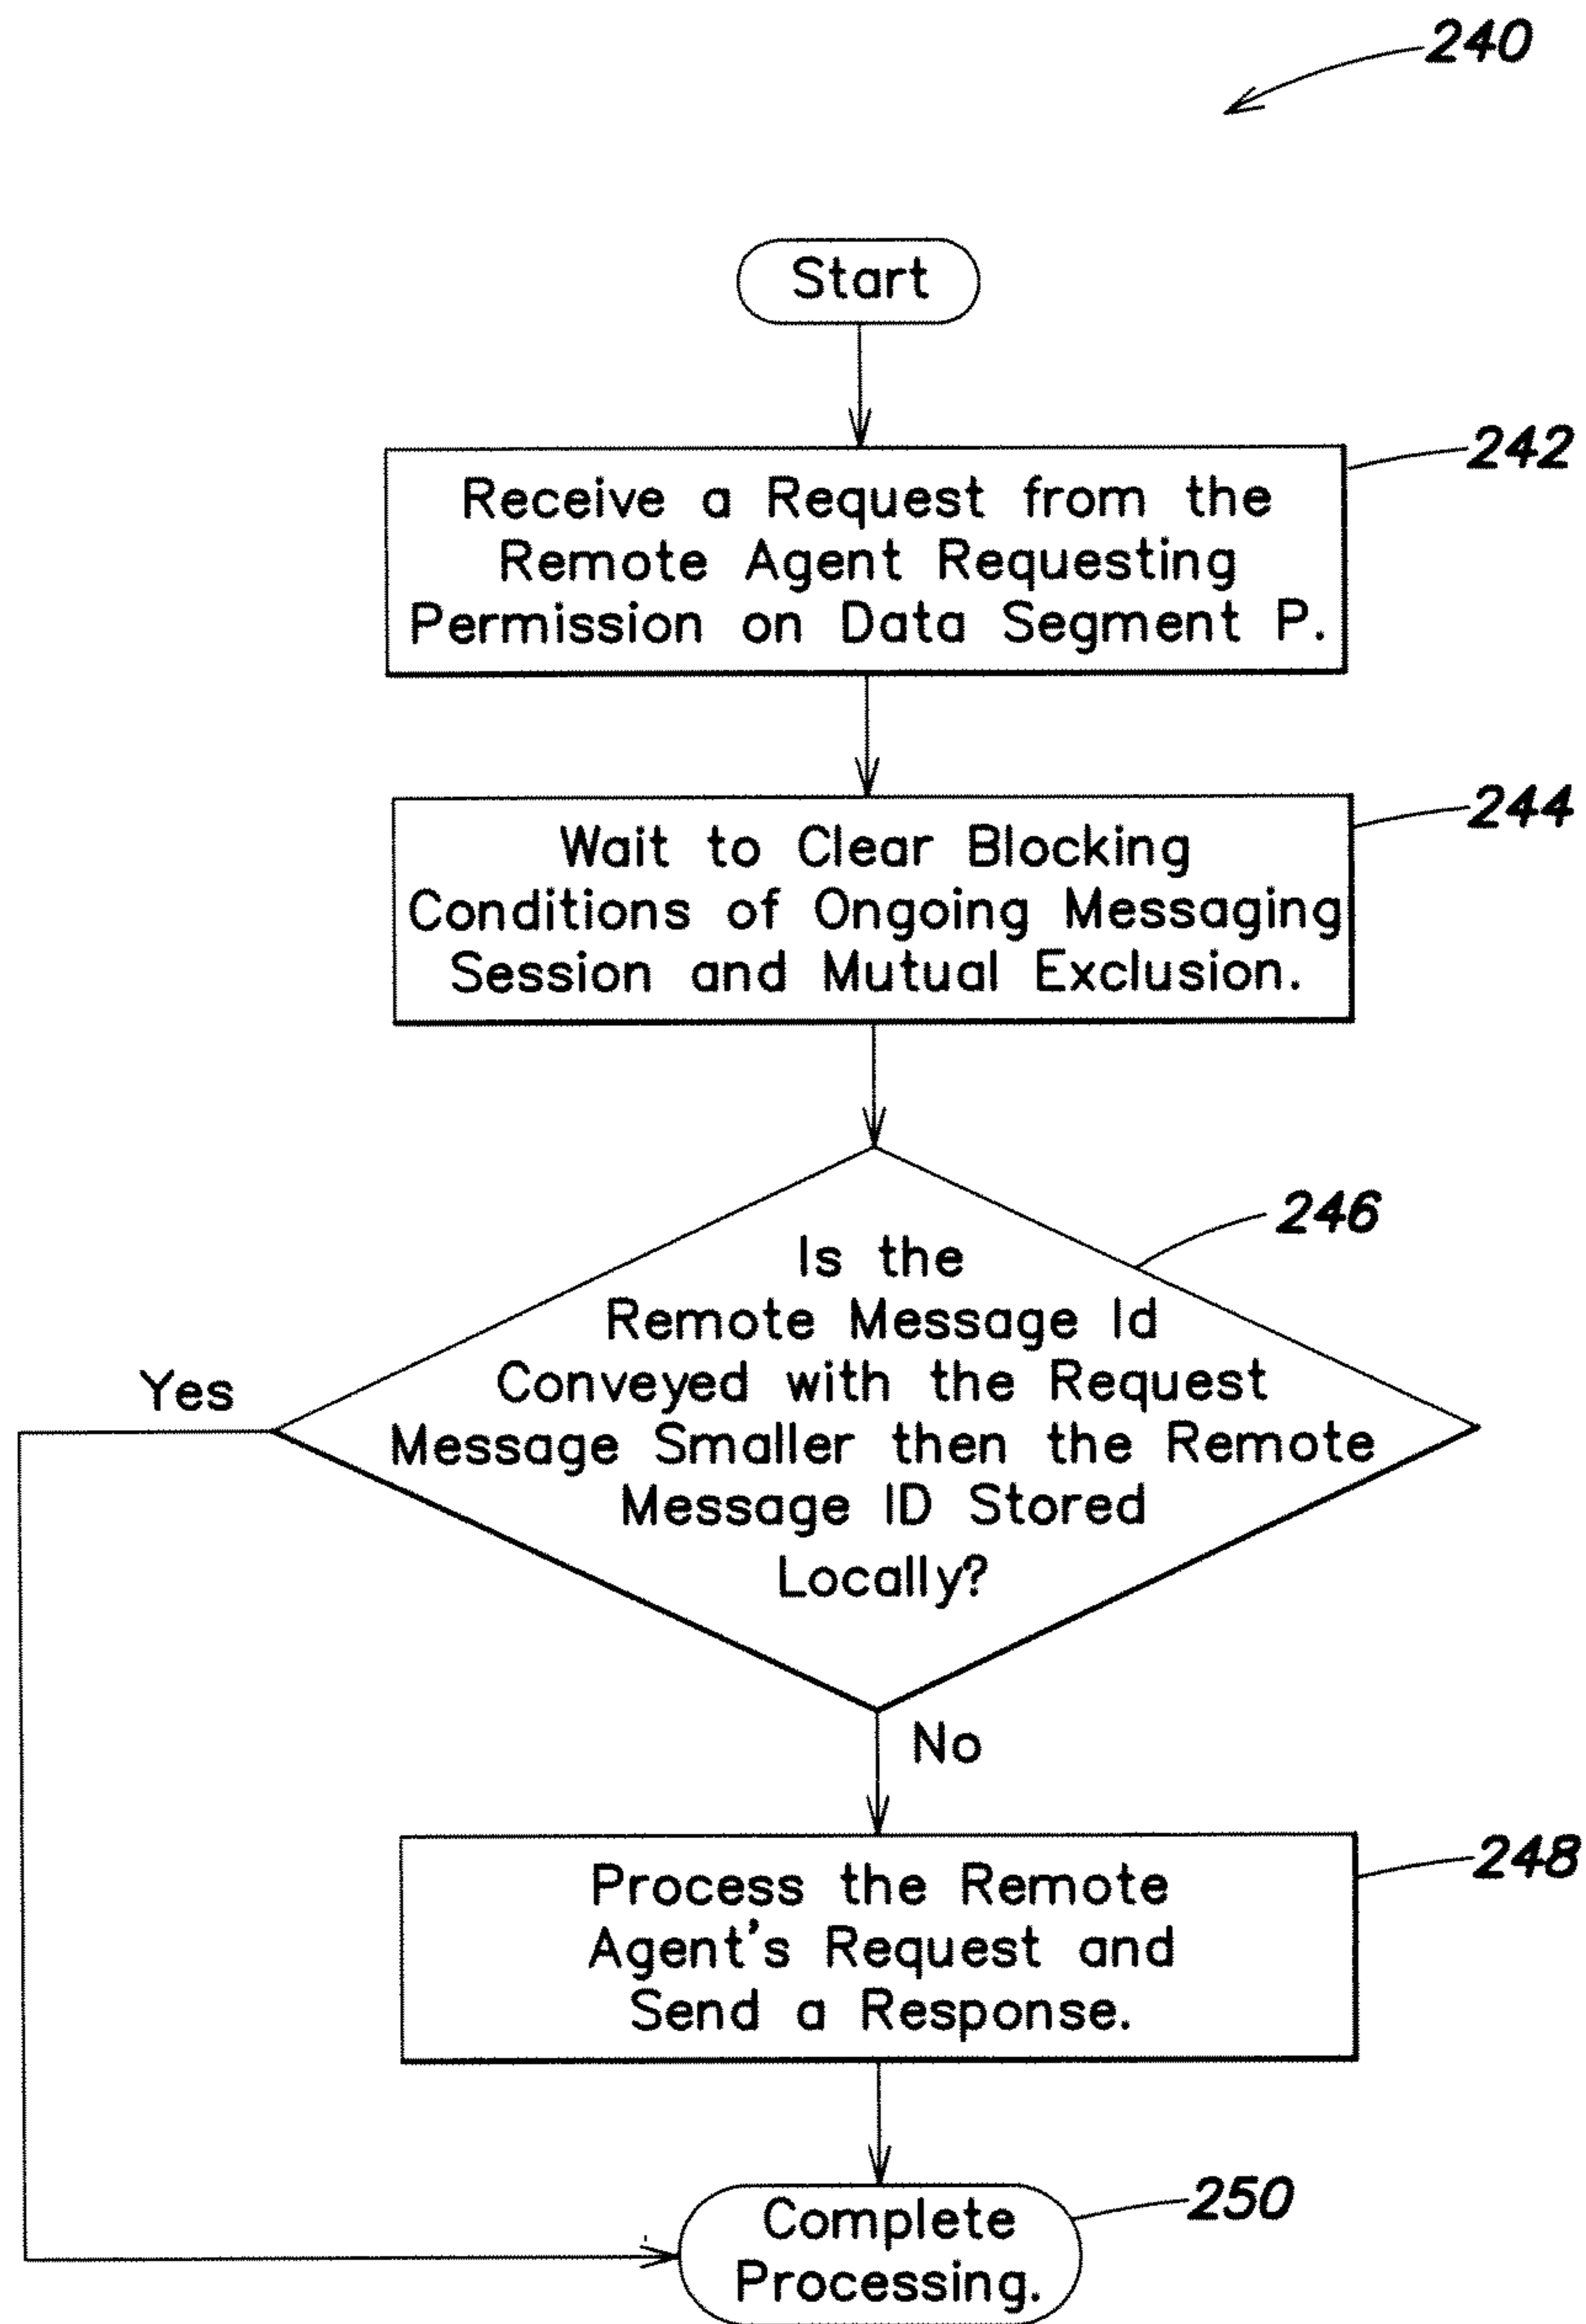 240
Start
242
Receive a Request from the
Remote Agent Requesting
Permission on Data Segment P.
244
Wait to Clear Blocking
Conditions of Ongoing Messaging
Session and Mutual Exclusion.
246
Is the
Remote Message Id
Conveyed with the Request
Message Smaller then the Remote
Message ID Stored
Locally?
Yes
No
248
Process the Remote
Agent's Request and
Send a Response.
250
Complete
Processing.